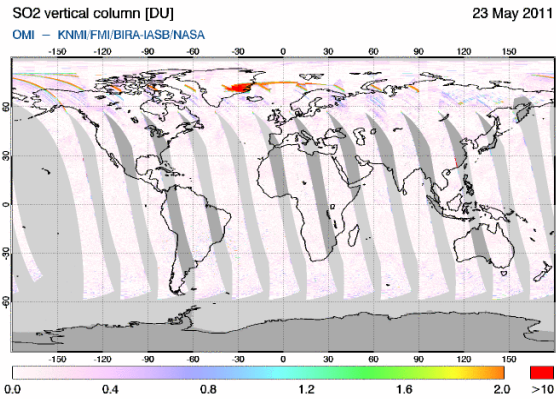 SO2 vertical column [DU] 23 May 2011
OMI – KNMI/FMI/BIRA-IASB/NASA
-150 -120 -90 -60 -30 0 30 60 90 120 150
60
30
0
-30
-60
-150 -120 -90 -60 -30 0 30 60 90 120 150
0.0 0.4 0.8 1.2 1.6 2.0 >10